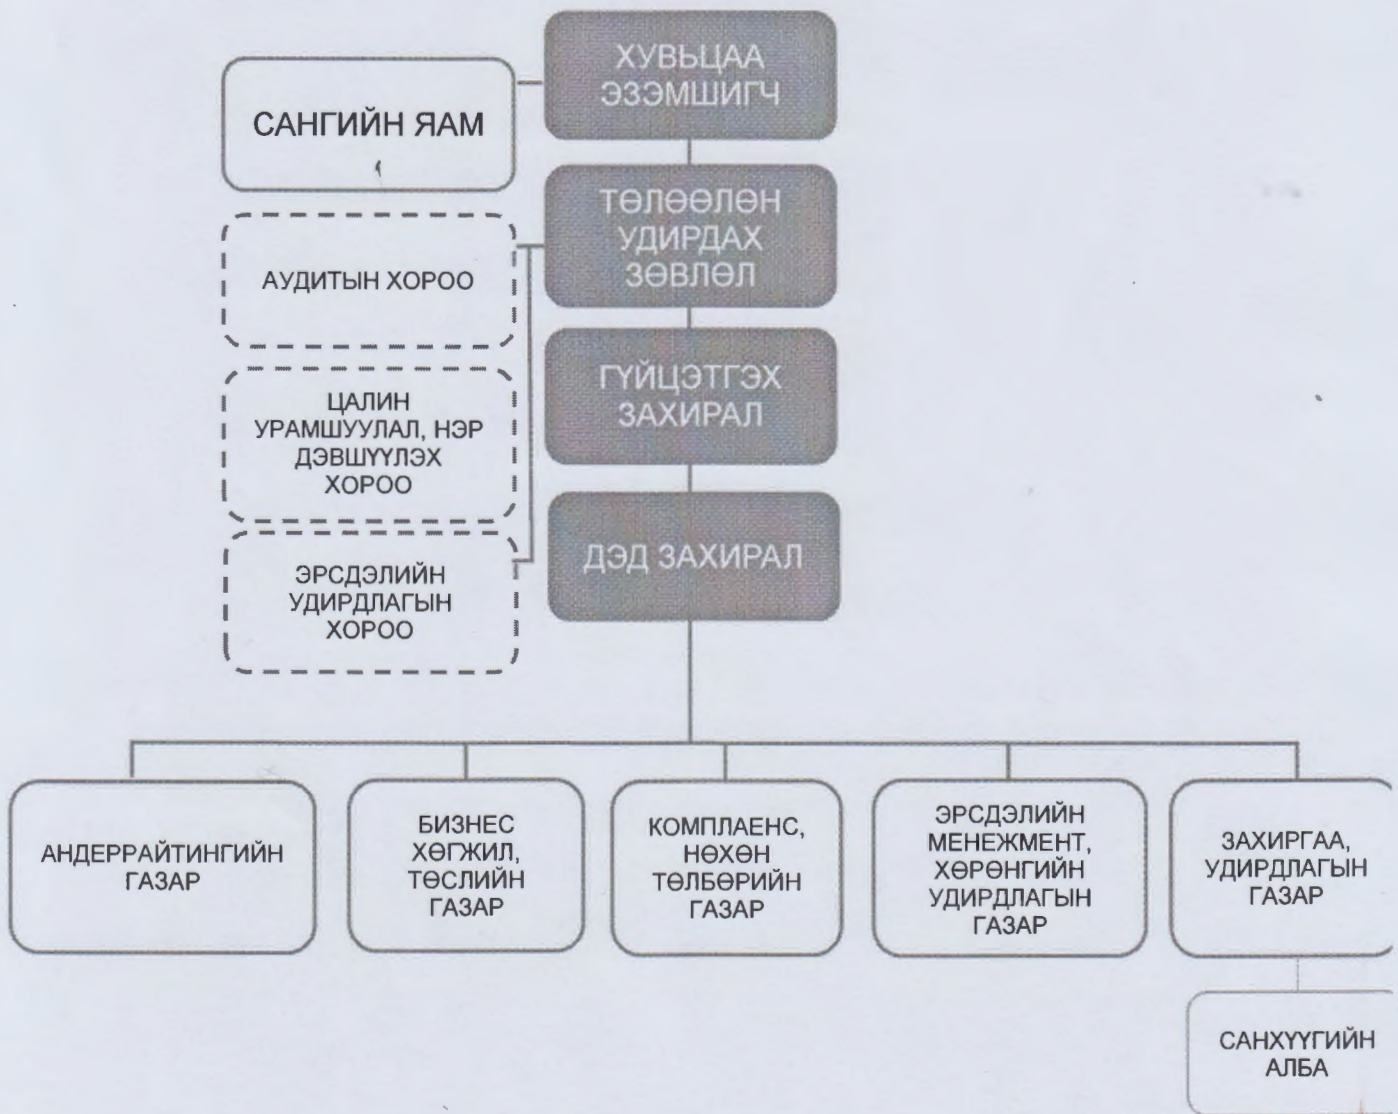 ХУВЬЦАА
ЭЗЭМШИГЧ
САНГИЙН ЯАМ
ТӨЛӨӨЛӨН
УДИРДАХ
ЗӨВЛӨЛ
АУДИТЫН ХОРОО
ЦАЛИН
УРАМШУУЛАЛ, НЭР
ДЭВШҮҮЛЭХ
ХОРОО
ЭРСДЭЛИЙН
УДИРДЛАГЫН
ХОРОО
ГҮЙЦЭТГЭХ
ЗАХИРАЛ
ДЭД ЗАХИРАЛ
АНДЕРРАЙТИНГИЙН
ГАЗАР
БИЗНЕС
ХӨГЖИЛ,
ТӨСЛИЙН
ГАЗАР
КОМПЛАЕНС,
НӨХӨН
ТӨЛБӨРИЙН
ГАЗАР
ЭРСДЭЛИЙН
МЕНЕЖМЕНТ,
ХӨРӨНГИЙН
УДИРДЛАГЫН
ГАЗАР
ЗАХИРГАА,
УДИРДЛАГЫН
ГАЗАР
САНХҮҮГИЙН
АЛБА